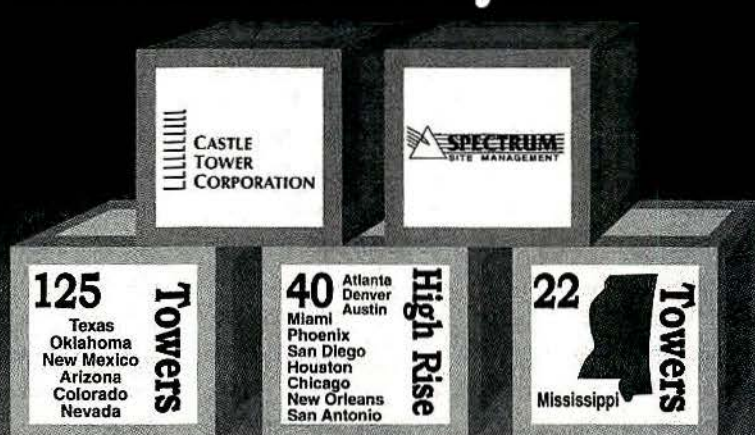 CASTLE
TOWER
CORPORATION
SPECTRUM
SITE MANAGEMENT
125
Towers
Texas
Oklahoma
New Mexico
Arizona
Colorado
Nevada
40
High Rise
Atlanta
Denver
Austin
Miami
Phoenix
San Diego
Houston
Chicago
New Orleans
San Antonio
22
Towers
Mississippi